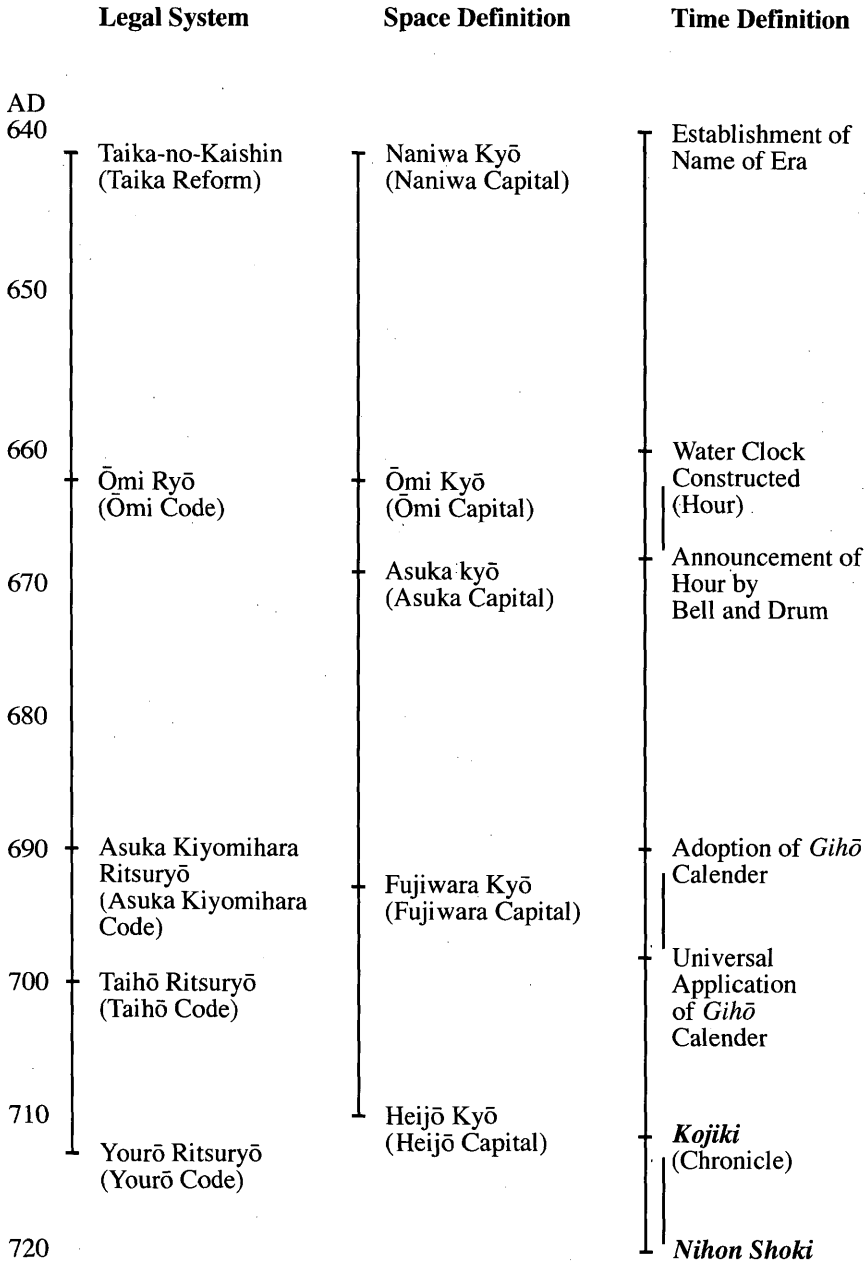 Legal System
Space Definition
Time Definition
AD
640
650
660
670
680
690
700
710
720
Taika-no-Kaishin
(Taika Reform)
Ōmi Ryō
(Ōmi Code)
Asuka Kiyomihara
Ritsuryō
(Asuka Kiyomihara
Code)
Taihō Ritsuryō
(Taihō Code)
Yourō Ritsuryō
(Yourō Code)
Naniwa Kyō
(Naniwa Capital)
Ōmi Kyō
(Ōmi Capital)
Asuka kyō
(Asuka Capital)
Fujiwara Kyō
(Fujiwara Capital)
Heijō Kyō
(Heijō Capital)
Establishment of
Name of Era
Water Clock
Constructed
(Hour)
Announcement of
Hour by
Bell and Drum
Adoption of Gihō
Calender
Universal
Application
of Gihō
Calender
Kojiki
(Chronicle)
Nihon Shoki